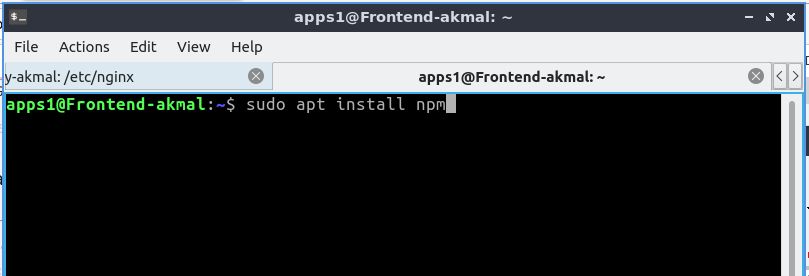 apps1@Frontend-akmal: ~
File Actions Edit View Help
y-akmal: /etc/nginx
apps1@Frontend-akmal: ~
apps1@Frontend-akmal:~$ sudo apt install npm